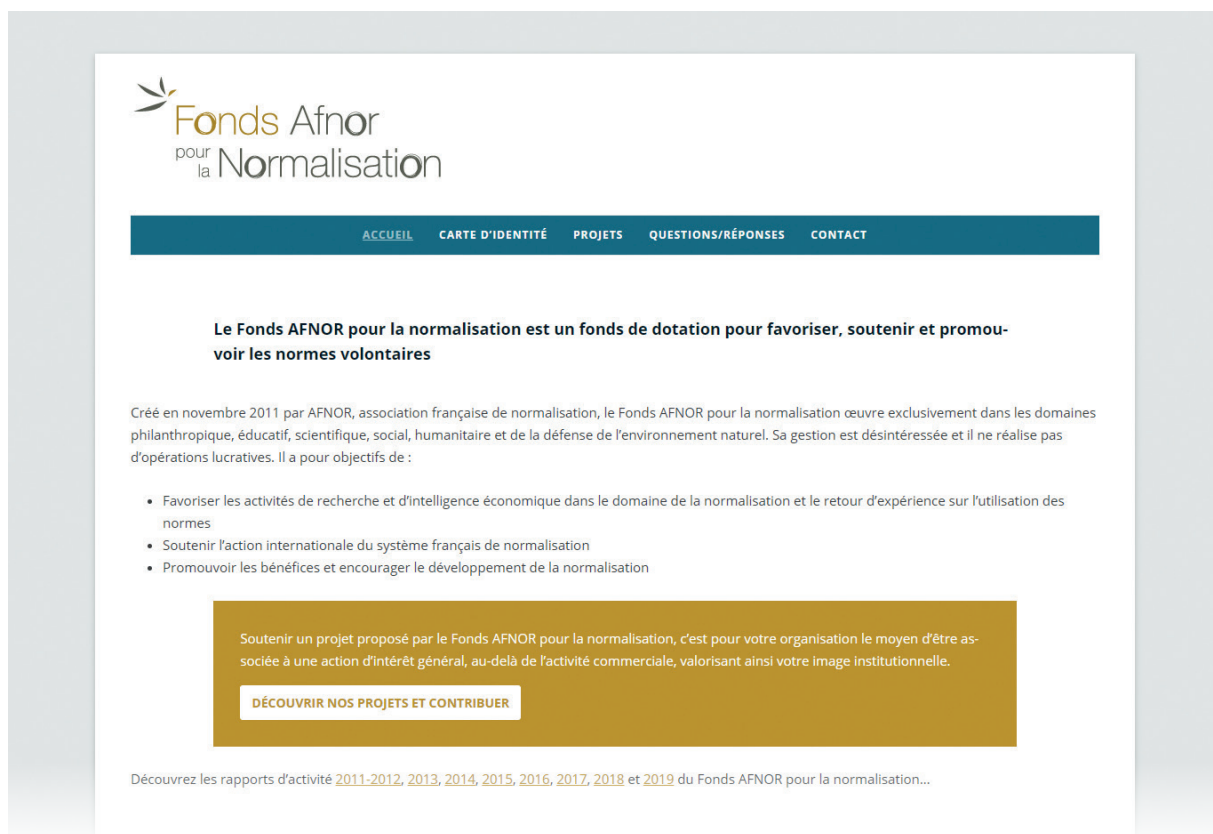 Fonds Afnor
pour la Normalisation
ACCUEIL CARTE D'IDENTITÉ PROJETS QUESTIONS/RÉPONSES CONTACT
Le Fonds AFNOR pour la normalisation est un fonds de dotation pour favoriser, soutenir et promou-
voir les normes volontaires
Créé en novembre 2011 par AFNOR, association française de normalisation, le Fonds AFNOR pour la normalisation œuvre exclusivement dans les domaines
philanthropique, éducatif, scientifique, social, humanitaire et de la défense de l'environnement naturel. Sa gestion est désintéressée et il ne réalise pas
d'opérations lucratives. Il a pour objectifs de :
• Favoriser les activités de recherche et d'intelligence économique dans le domaine de la normalisation et le retour d'expérience sur l'utilisation des
normes
• Soutenir l'action internationale du système français de normalisation
• Promouvoir les bénéfices et encourager le développement de la normalisation
Soutenir un projet proposé par le Fonds AFNOR pour la normalisation, c'est pour votre organisation le moyen d'être as-
sociée à une action d'intérêt général, au-delà de l'activité commerciale, valorisant ainsi votre image institutionnelle.
DÉCOUVRIR NOS PROJETS ET CONTRIBUER
Découvrez les rapports d'activité 2011-2012, 2013, 2014, 2015, 2016, 2017, 2018 et 2019 du Fonds AFNOR pour la normalisation...